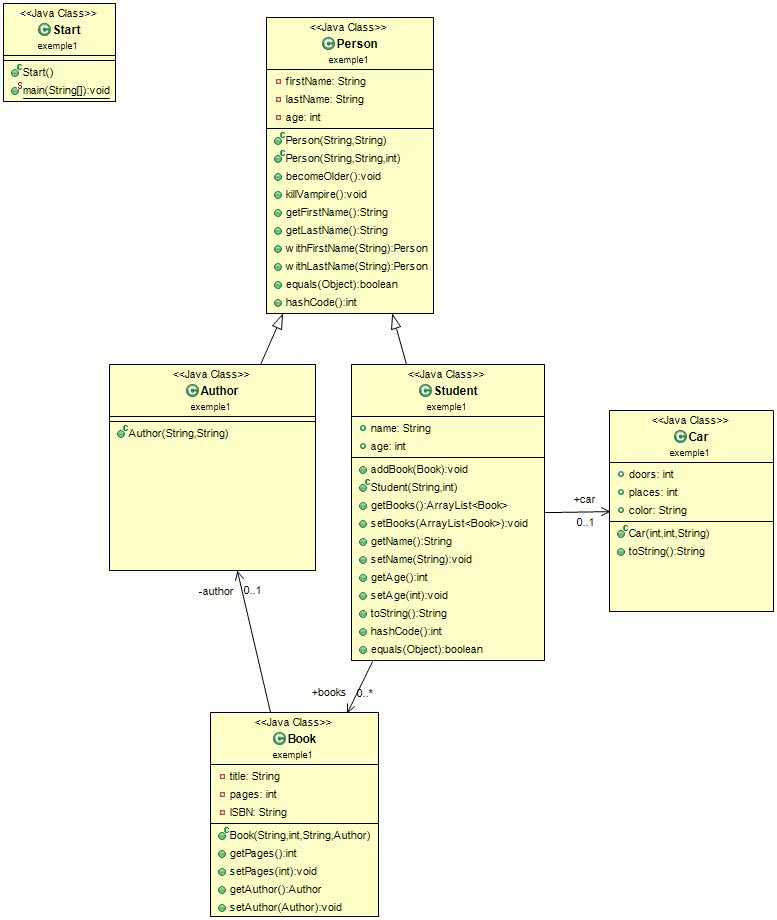 <<Java Class>>
Start
exemple1
Start()
main(String[]):void
<<Java Class>>
Person
exemple1
firstName: String
lastName: String
age: int
Person(String,String)
Person(String,String,int)
becomeOlder():void
killVampire():void
getFirstName():String
getLastName():String
withFirstName(String):Person
withLastName(String):Person
equals(Object):boolean
hashCode():int
<<Java Class>>
Author
exemple1
Author(String,String)
<<Java Class>>
Student
exemple1
name: String
age: int
addBook(Book):void
Student(String,int)
getBooks():ArrayList<Book>
setBooks(ArrayList<Book>):void
getName():String
setName(String):void
getAge():int
setAge(int):void
toString():String
hashCode():int
equals(Object):boolean
+car
0..1
<<Java Class>>
Car
exemple1
doors: int
places: int
color: String
Car(int,int,String)
toString():String
-author 0..1
+books 0..*
<<Java Class>>
Book
exemple1
title: String
pages: int
ISBN: String
Book(String,int,String,Author)
getPages():int
setPages(int):void
getAuthor():Author
setAuthor(Author):void